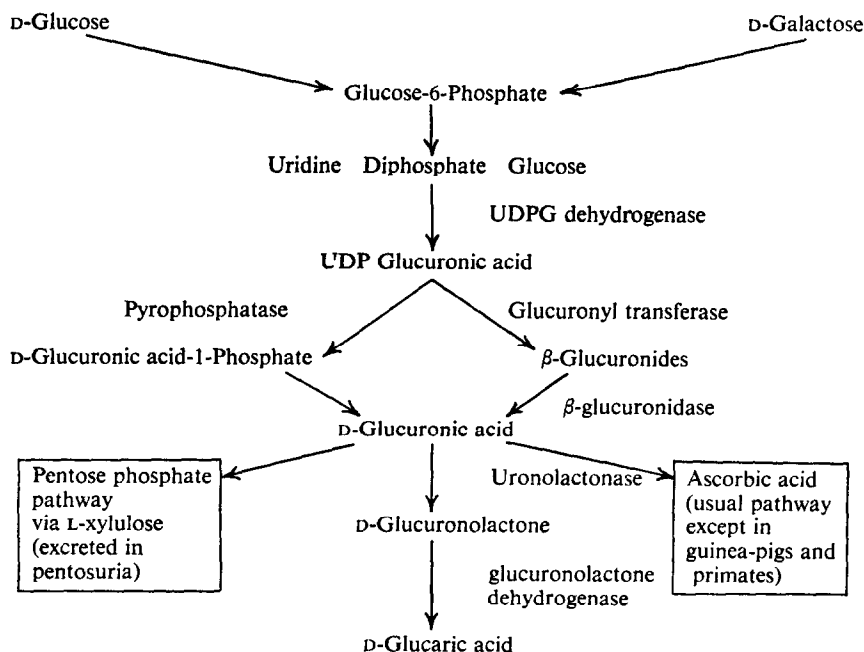 D-Glucose
D-Galactose
Glucose-6-Phosphate
Uridine Diphosphate Glucose
UDPG dehydrogenase
UDP Glucuronic acid
Pyrophosphatase
Glucuronyl transferase
D-Glucuronic acid-1-Phosphate
β-Glucuronides
β-glucuronidase
D-Glucuronic acid
Pentose phosphate
pathway
via L-xylulose
(excreted in
pentosuria)
Uronolactonase
Ascorbic acid
(usual pathway
except in
guinea-pigs and
primates)
D-Glucuronolactone
glucuronolactone
dehydrogenase
D-Glucaric acid